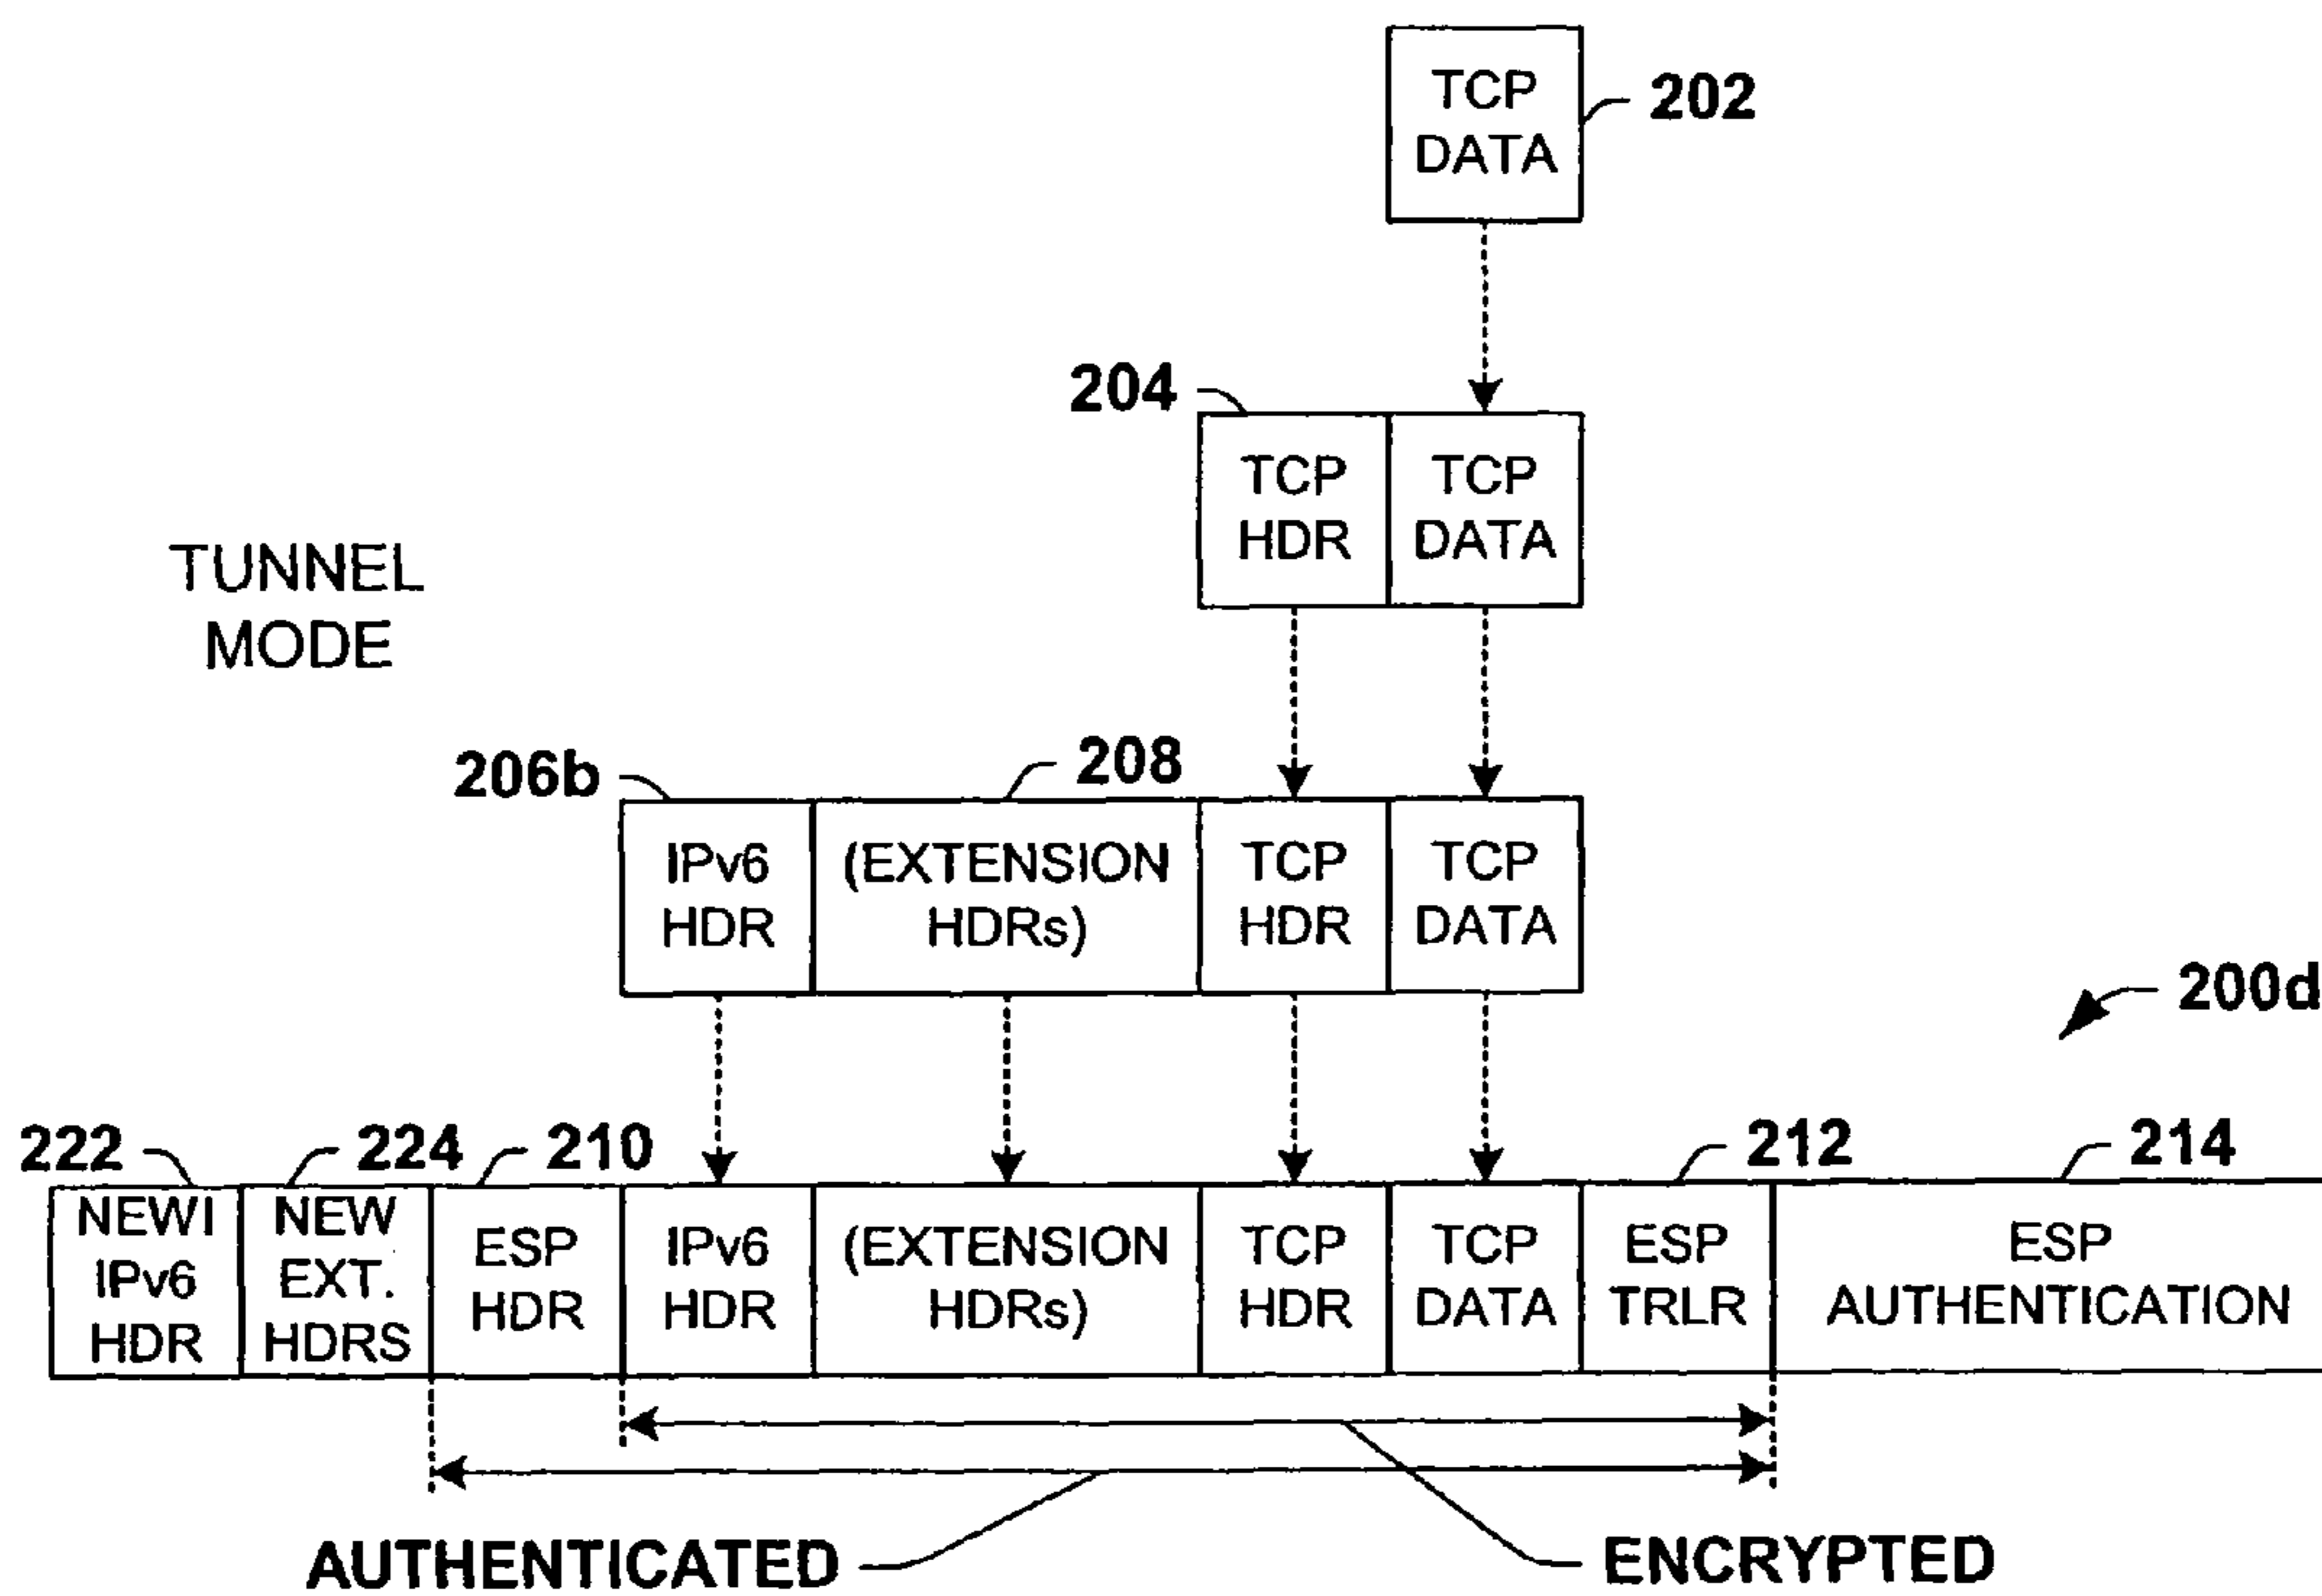 TCP
DATA
202
204
TCP
HDR
TCP
DATA
TUNNEL
MODE
206b
208
IPv6
HDR
(EXTENSION
HDRs)
TCP
HDR
TCP
DATA
200d
222
224
210
212
214
NEWI
IPv6
HDR
NEW
EXT.
HDRS
ESP
HDR
IPv6
HDR
(EXTENSION
HDRs)
TCP
HDR
TCP
DATA
ESP
TRLR
ESP
AUTHENTICATION
AUTHENTICATED
ENCRYPTED